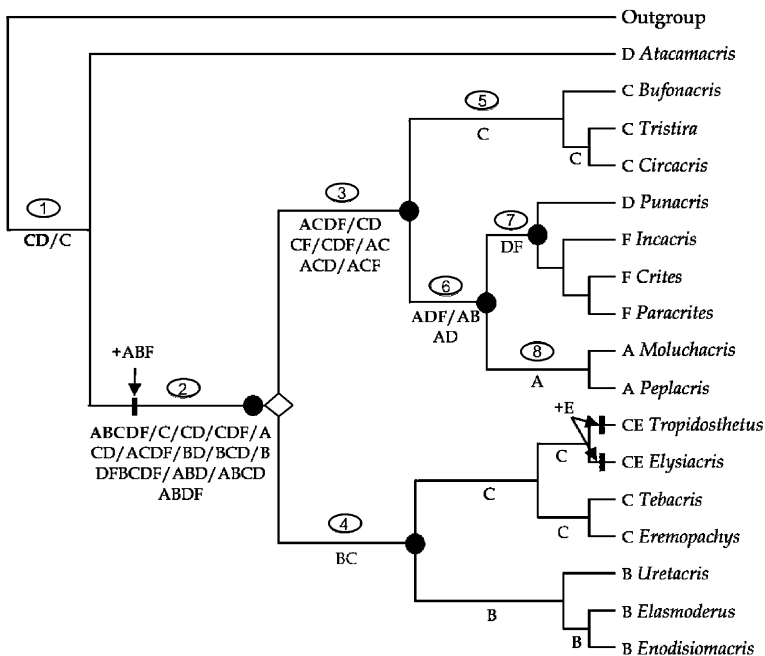 Outgroup
D Atacamacris
C Bufonacris
C Tristira
C Circacris
D Punacris
F Incacris
F Crites
F Paracrites
A Moluchacris
A Peplacris
CE Tropidosthetus
CE Elysiacris
C Tebacris
C Eremopachys
B Uretacris
B Elasmoderus
B Enodisiomacris
1
CD/C
+ABF
2
ABCDF/C/CD/CDF/A
CD/ACDF/BD/BCD/B
DFBCDF/ABD/ABCD
ABDF
3
ACDF/CD
CF/CDF/AC
ACD/ACF
4
BC
5
C
C
6
ADF/AB
AD
7
DF
8
A
+E
C
C
C
B
B